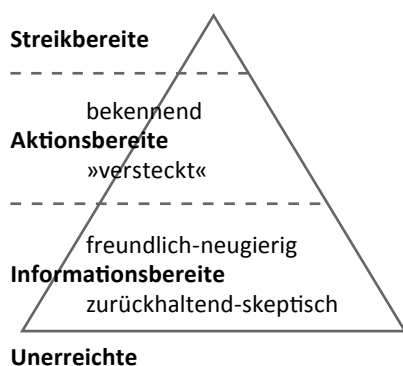 Streikbereite
bekennend
Aktionsbereite
»versteckt«
freundlich-neugierig
Informationsbereite
zurückhaltend-skeptisch
Unerreichte